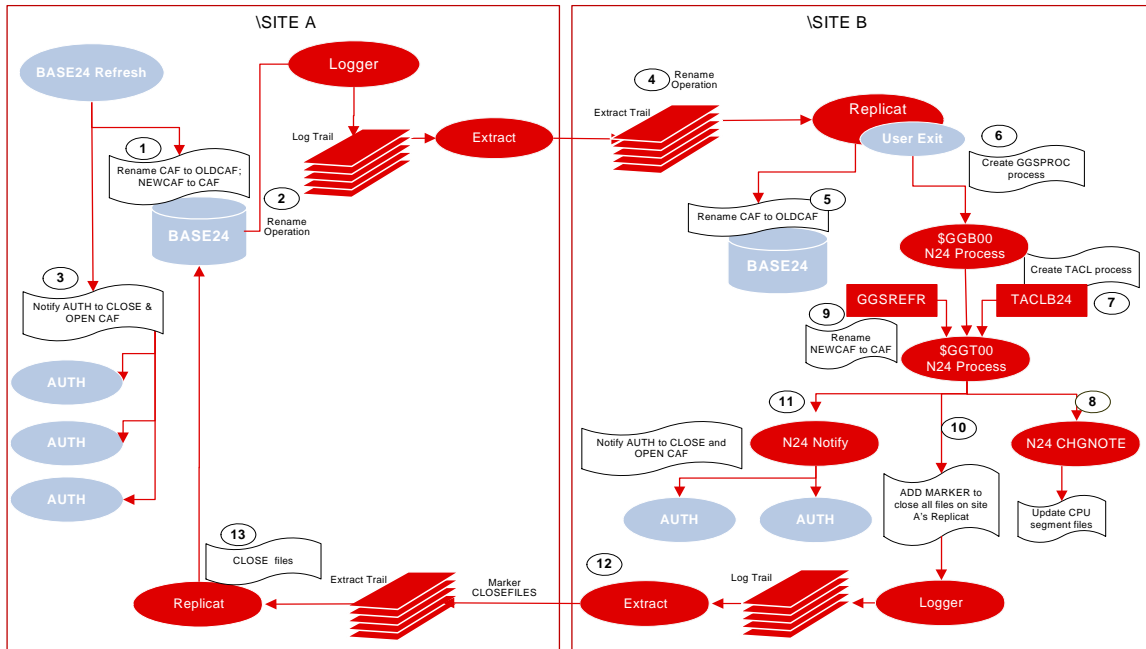 \SITE A
BASE24 Refresh
1
Rename CAF to OLDCAF;
NEWCAF to CAF
BASE24
2
Rename
Operation
Logger
Log Trail
Extract
3
Notify AUTH to CLOSE &
OPEN CAF
AUTH
AUTH
AUTH
13
CLOSE files
Replicat
Extract Trail
Marker
CLOSEFILES
\SITE B
4
Rename
Operation
Extract Trail
Replicat
User Exit
6
Create GGSPROC
process
5
Rename CAF to OLDCAF
BASE24
$GGB00
N24 Process
Create TACL process
GGSREFR
TACLB24
7
9
Rename
NEWCAF to CAF
$GGT00
N24 Process
11
8
10
N24 Notify
N24 CHGNOTE
Notify AUTH to CLOSE and
OPEN CAF
AUTH
AUTH
ADD MARKER to
close all files on site
A's Replicat
Update CPU
segment files
12
Extract
Log Trail
Logger